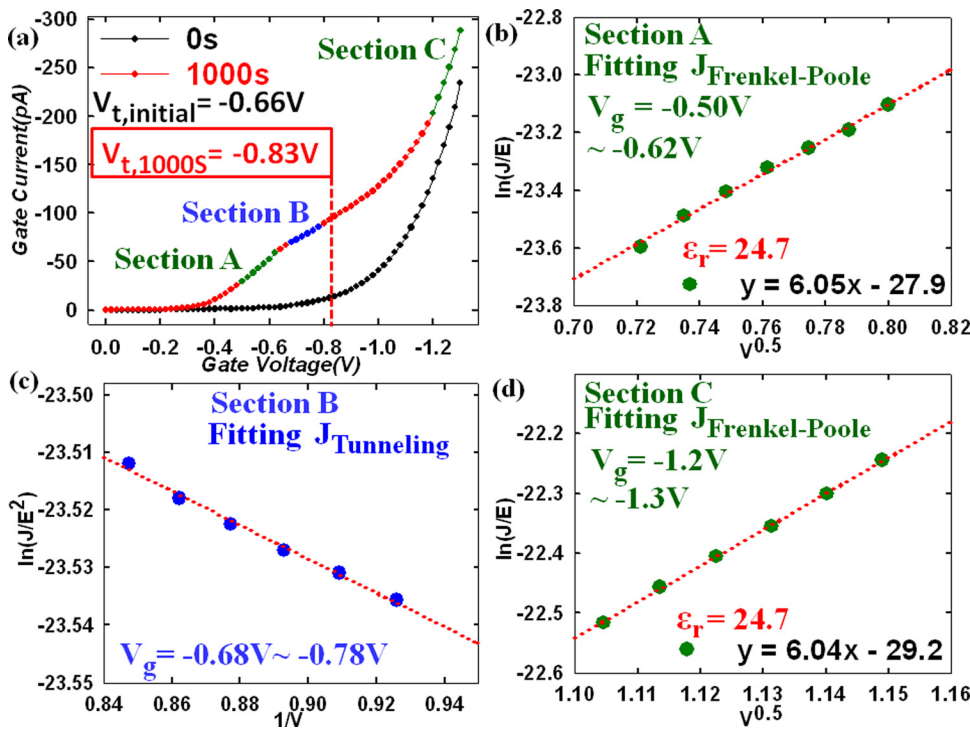 (a)
0s
1000s
Section C
V_t,initial = -0.66V
V_t,1000S = -0.83V
Section B
Section A
Gate Current(pA)
-300
-250
-200
-150
-100
-50
0
0.0 -0.2 -0.4 -0.6 -0.8 -1.0 -1.2
Gate Voltage(V)
(b)
Section A
Fitting J_Frenkel-Poole
V_g = -0.50V
~ -0.62V
ε_r = 24.7
y = 6.05x - 27.9
ln(J/E)
-22.8
-23.0
-23.2
-23.4
-23.6
-23.8
0.70 0.72 0.74 0.76 0.78 0.80 0.82
V^0.5
(c)
Section B
Fitting J_Tunneling
V_g= -0.68V~ -0.78V
ln(J/E^2)
-23.50
-23.51
-23.52
-23.53
-23.54
-23.55
0.84 0.86 0.88 0.90 0.92 0.94
1/V
(d)
Section C
Fitting J_Frenkel-Poole
V_g= -1.2V
~ -1.3V
ε_r = 24.7
y = 6.04x - 29.2
ln(J/E)
-22.2
-22.3
-22.4
-22.5
-22.6
1.10 1.11 1.12 1.13 1.14 1.15 1.16
V^0.5